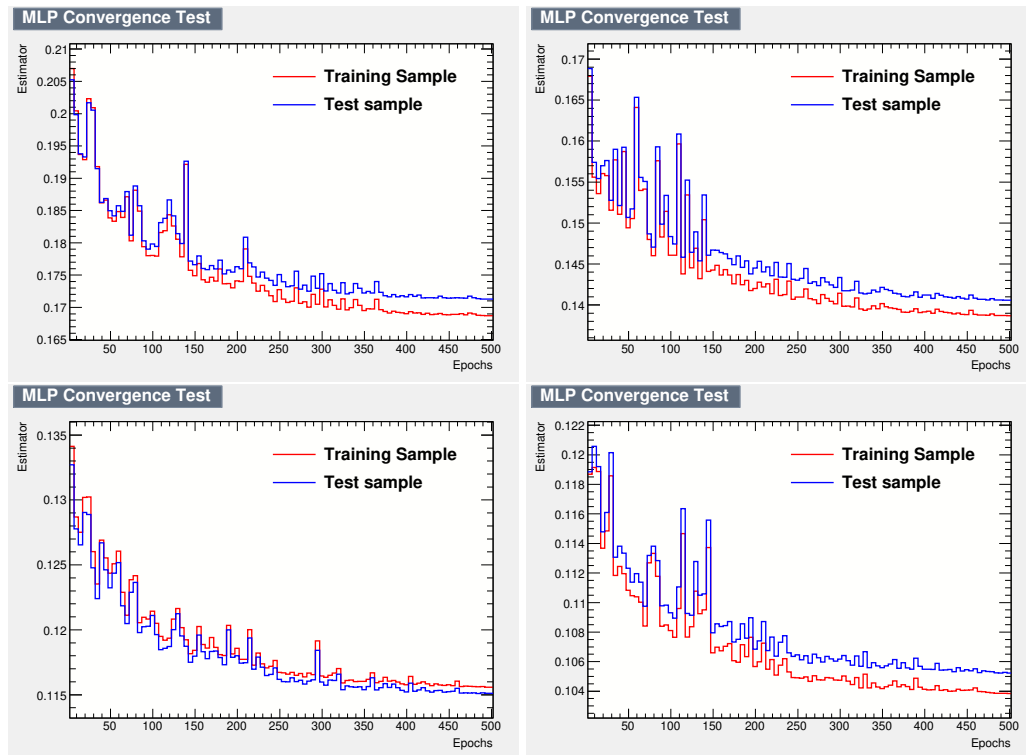 MLP Convergence Test
Estimator
0.21
0.205
0.2
0.195
0.19
0.185
0.18
0.175
0.17
0.165
Training Sample
Test sample
50 100 150 200 250 300 350 400 450 500
Epochs
MLP Convergence Test
Estimator
0.17
0.165
0.16
0.155
0.15
0.145
0.14
Training Sample
Test sample
50 100 150 200 250 300 350 400 450 500
Epochs
MLP Convergence Test
Estimator
0.135
0.13
0.125
0.12
0.115
Training Sample
Test sample
50 100 150 200 250 300 350 400 450 500
Epochs
MLP Convergence Test
Estimator
0.122
0.12
0.118
0.116
0.114
0.112
0.11
0.108
0.106
0.104
Training Sample
Test sample
50 100 150 200 250 300 350 400 450 500
Epochs